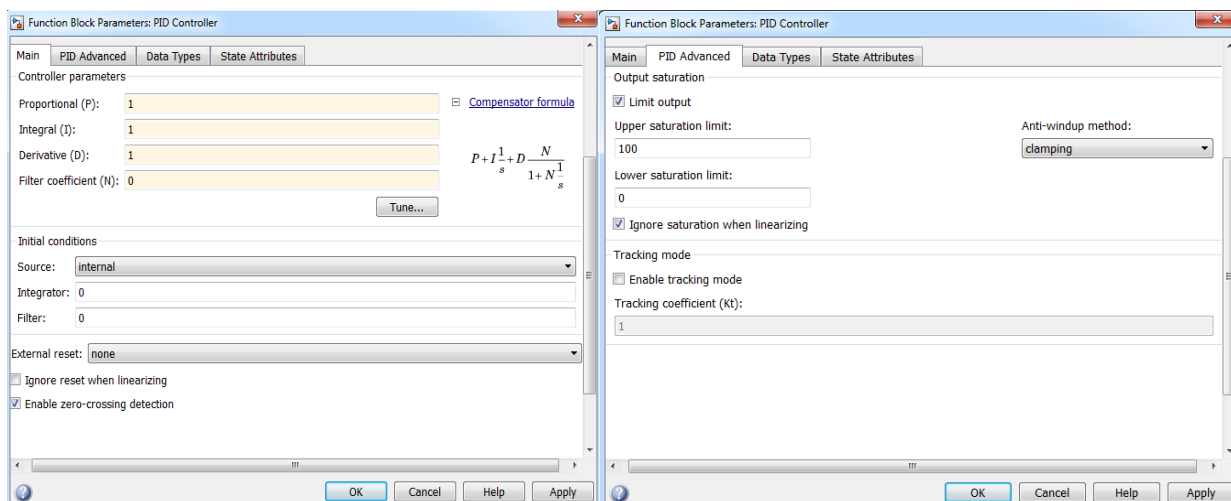 Function Block Parameters: PID Controller
Main PID Advanced Data Types State Attributes
Controller parameters
Proportional (P): 1
Compensator formula
Integral (I): 1
Derivative (D): 1
Filter coefficient (N): 0
P+I 1/s +D N/(1+N 1/s)
Tune...
Initial conditions
Source: internal
Integrator: 0
Filter: 0
External reset: none
Ignore reset when linearizing
Enable zero-crossing detection
OK Cancel Help Apply
Function Block Parameters: PID Controller
Main PID Advanced Data Types State Attributes
Output saturation
Limit output
Upper saturation limit: Anti-windup method:
100 clamping
Lower saturation limit:
0
Ignore saturation when linearizing
Tracking mode
Enable tracking mode
Tracking coefficient (Kt):
1
OK Cancel Help Apply